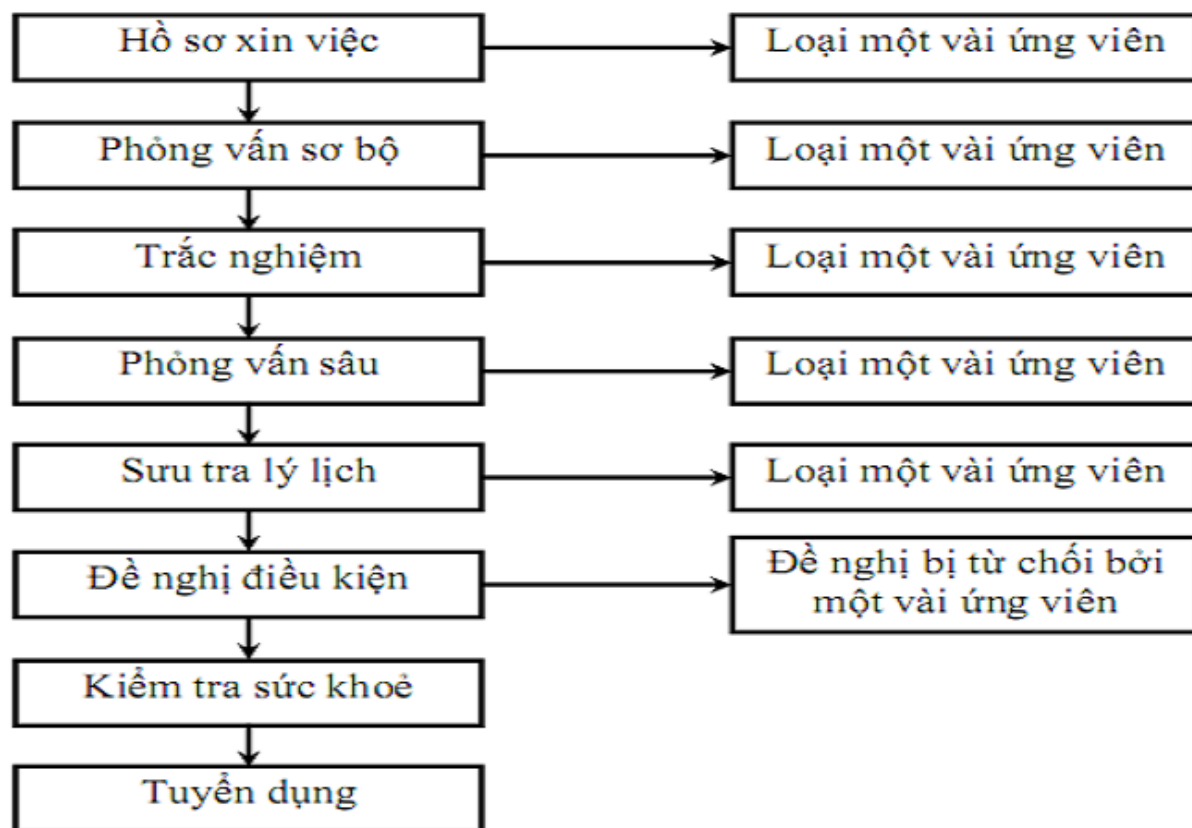 Hồ sơ xin việc
Loại một vài ứng viên
Phỏng vấn sơ bộ
Loại một vài ứng viên
Trắc nghiệm
Loại một vài ứng viên
Phỏng vấn sâu
Loại một vài ứng viên
Sưu tra lý lịch
Loại một vài ứng viên
Đề nghị điều kiện
Đề nghị bị từ chối bởi
một vài ứng viên
Kiểm tra sức khoẻ
Tuyển dụng